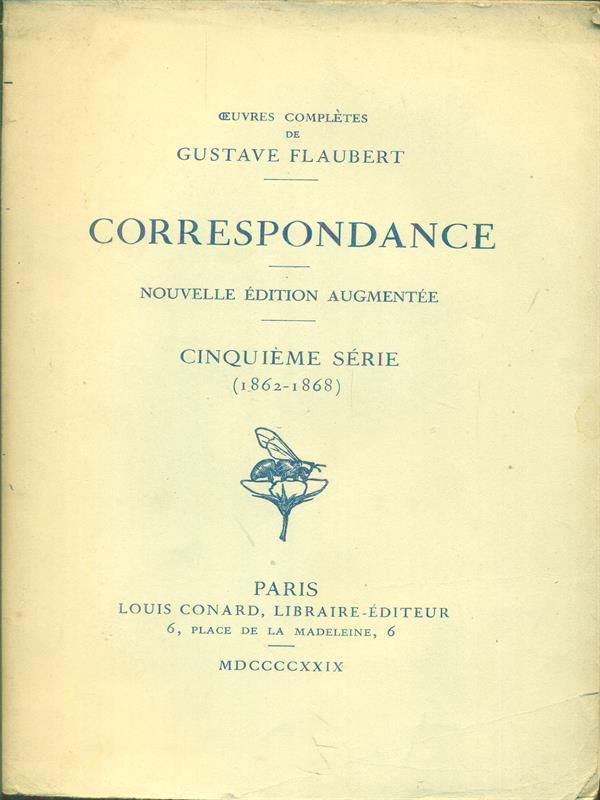 ŒUVRES COMPLÈTES
DE
GUSTAVE FLAUBERT
CORRESPONDANCE
NOUVELLE ÉDITION AUGMENTÉE
CINQUIÈME SÉRIE
(1862-1868)
PARIS
LOUIS CONARD, LIBRAIRE-ÉDITEUR
6, PLACE DE LA MADELEINE, 6
MDCCCCXXIX